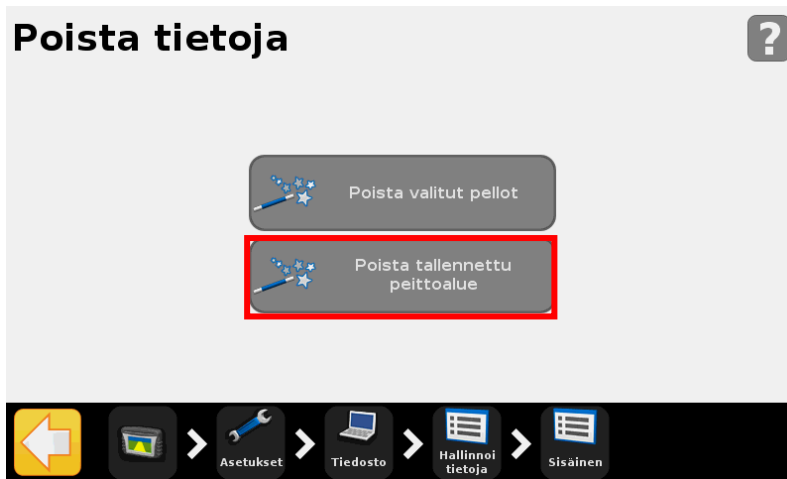 Poista tietoja
?
Poista valitut pellot
Poista tallennettu
peittoalue
Asetukset
Tiedosto
Hallinnoi
tietoja
Sisäinen